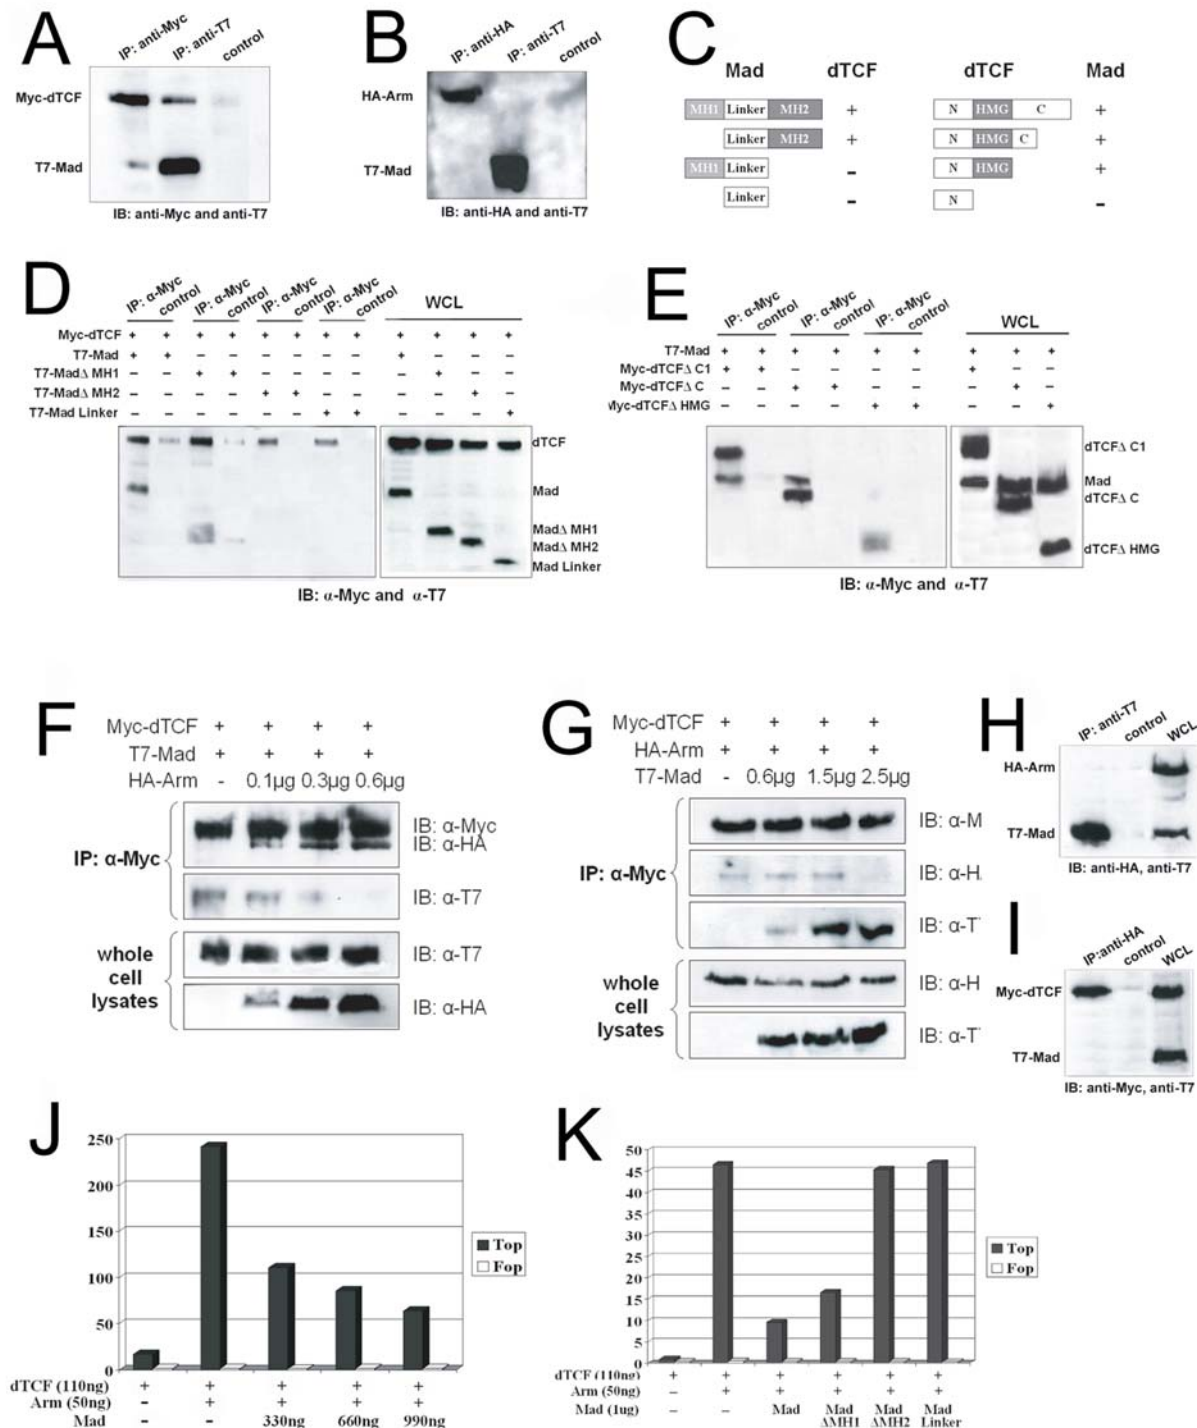 A
IP: anti-Myc
IP: anti-T7
control
Myc-dTCF
T7-Mad
IB: anti-Myc and anti-T7
B
IP: anti-HA
IP: anti-T7
control
HA-Arm
T7-Mad
IB: anti-HA and anti-T7
C
Mad dTCF dTCF Mad
MH1 Linker MH2 + N HMG C +
Linker MH2 + N HMG C +
MH1 Linker - N HMG +
Linker - N -
D
IP: α-Myc control IP: α-Myc control IP: α-Myc control IP: α-Myc control WCL
Myc-dTCF + + + + + + + + + + + +
T7-Mad + + – – – – – – + – – –
T7-MadΔ MH1 – – + + – – – – – + – –
T7-MadΔ MH2 – – – – + + – – – – + –
T7-Mad Linker – – – – – – + + – – – +
dTCF
Mad
MadΔ MH1
MadΔ MH2
Mad Linker
IB: α-Myc and α-T7
E
IP: α-Myc control IP: α-Myc control IP: α-Myc control WCL
T7-Mad + + + + + + + + +
Myc-dTCFΔ C1 + + – – – – + – –
Myc-dTCFΔ C – – + + – – – + –
Myc-dTCFΔ HMG – – – – + + – – +
dTCFΔ C1
Mad
dTCFΔ C
dTCFΔ HMG
IB: α-Myc and α-T7
F
Myc-dTCF + + + +
T7-Mad + + + +
HA-Arm - 0.1µg 0.3µg 0.6µg
IP: α-Myc
IB: α-Myc
IB: α-HA
IB: α-T7
whole cell lysates
IB: α-T7
IB: α-HA
G
Myc-dTCF + + + +
HA-Arm + + + +
T7-Mad - 0.6µg 1.5µg 2.5µg
IP: α-Myc
IB: α-M
IB: α-H
IB: α-T
whole cell lysates
IB: α-H
IB: α-T
H
IP: anti-T7
control
WCL
HA-Arm
T7-Mad
IB: anti-HA, anti-T7
I
IP:anti-HA
control
WCL
Myc-dTCF
T7-Mad
IB: anti-Myc, anti-T7
J
250
200
150
100
50
0
Top
Fop
dTCF (110ng) + + + + +
Arm (50ng) - + + + +
Mad - - 330ng 660ng 990ng
K
50
45
40
35
30
25
20
15
10
5
0
Top
Fop
dTCF (110ng) + + + + + +
Arm (50ng) – + + + + +
Mad (1ug) – – Mad Mad ΔMH1 Mad ΔMH2 Mad Linker